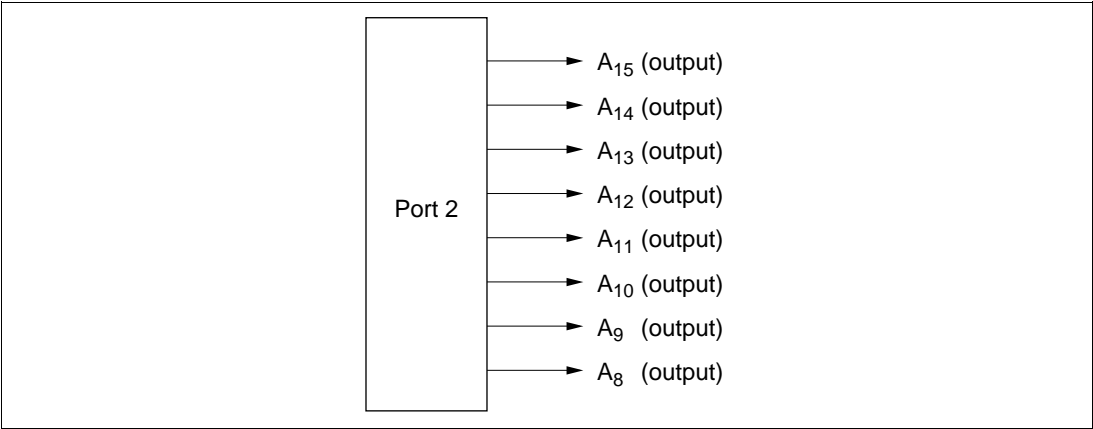 A₁₅ (output)
A₁₄ (output)
A₁₃ (output)
A₁₂ (output)
Port 2
A₁₁ (output)
A₁₀ (output)
A₉ (output)
A₈ (output)